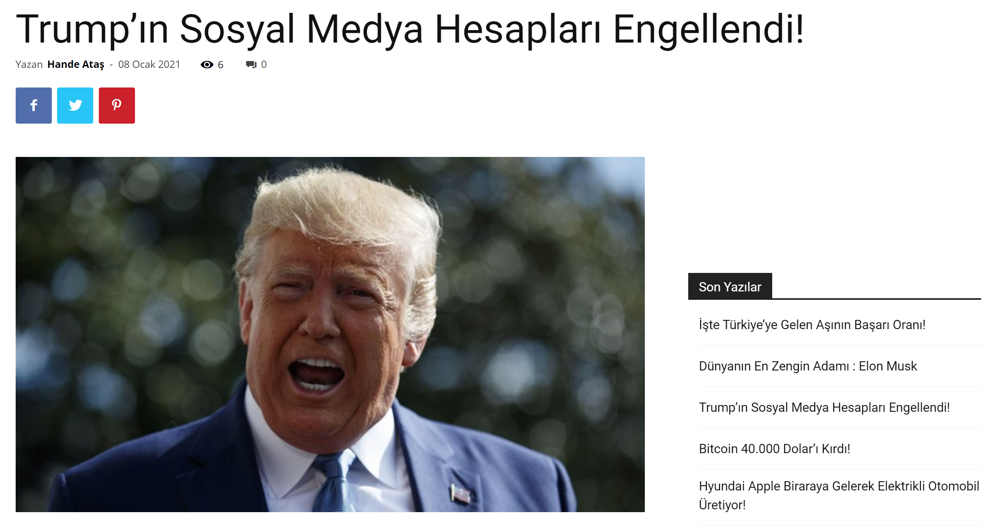 Trump’ın Sosyal Medya Hesapları Engellendi!
Yazan Hande Ataş - 08 Ocak 2021 6 0
Son Yazılar
İşte Türkiye’ye Gelen Aşının Başarı Oranı!
Dünyanın En Zengin Adamı : Elon Musk
Trump’ın Sosyal Medya Hesapları Engellendi!
Bitcoin 40.000 Dolar’ı Kırdı!
Hyundai Apple Biraraya Gelerek Elektrikli Otomobil
Üretiyor!